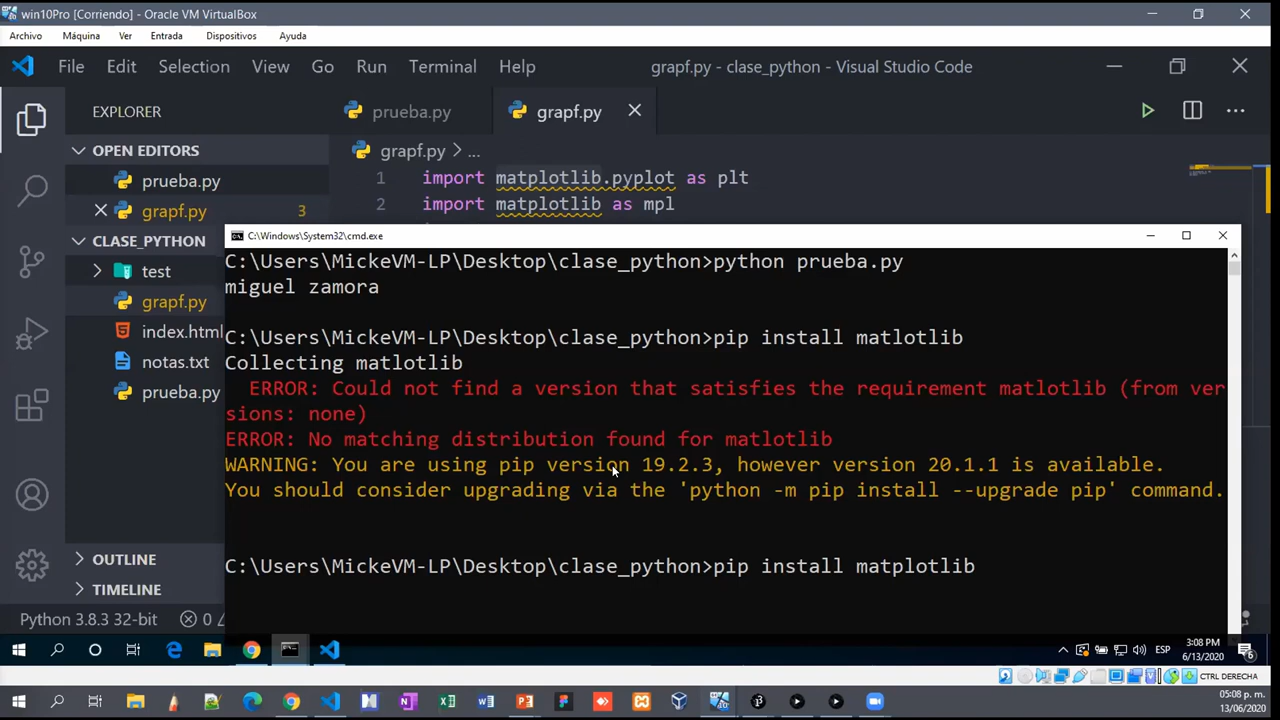 win10Pro [Corriendo] - Oracle VM VirtualBox
Archivo Máquina Ver Entrada Dispositivos Ayuda
File Edit Selection View Go Run Terminal Help grapf.py - clase_python - Visual Studio Code
EXPLORER
prueba.py
grapf.py
OPEN EDITORS
grapf.py > ...
prueba.py
1 import matplotlib.pyplot as plt
grapf.py 3
2 import matplotlib as mpl
CLASE_PYTHON
test
grapf.py
index.html
notas.txt
prueba.py
OUTLINE
TIMELINE
Python 3.8.3 32-bit 0
C:\Windows\System32\cmd.exe
C:\Users\MickeVM-LP\Desktop\clase_python>python prueba.py
miguel zamora
C:\Users\MickeVM-LP\Desktop\clase_python>pip install matlotlib
Collecting matlotlib
ERROR: Could not find a version that satisfies the requirement matlotlib (from ver
sions: none)
ERROR: No matching distribution found for matlotlib
WARNING: You are using pip version 19.2.3, however version 20.1.1 is available.
You should consider upgrading via the 'python -m pip install --upgrade pip' command.
C:\Users\MickeVM-LP\Desktop\clase_python>pip install matplotlib
ESP
3:08 PM
6/13/2020
6
CTRL DERECHA
05:08 p. m.
13/06/2020